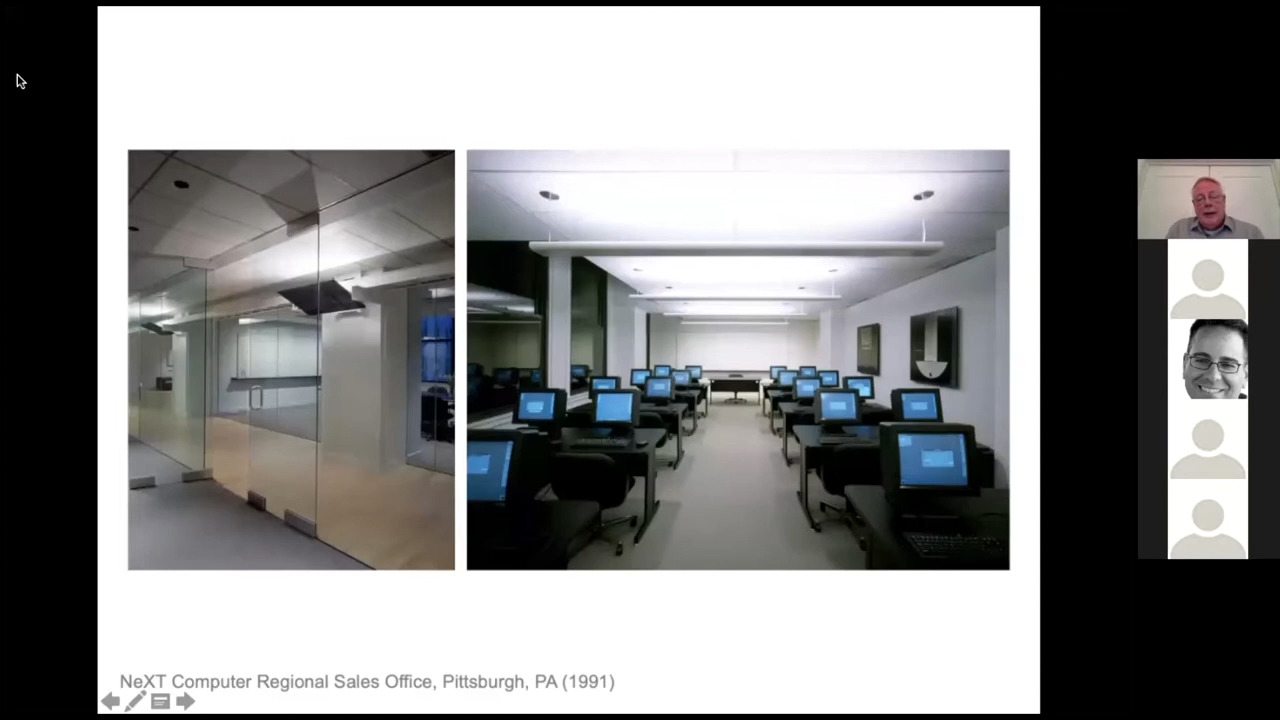 NeXT Computer Regional Sales Office, Pittsburgh, PA (1991)